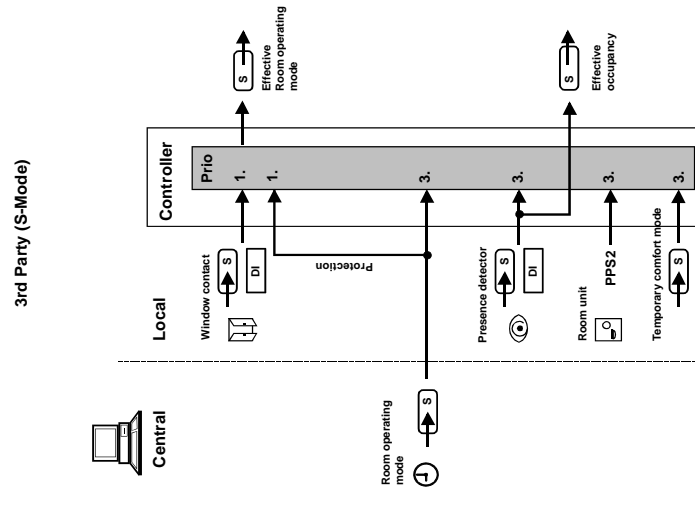 3rd Party (S-Mode)
Central
Local
Controller
Prio
S
Effective
Room operating
mode
Window contact
S
DI
1.
1.
Protection
Room operating
mode
S
3.
Presence detector
S
DI
3.
S
Effective
occupancy
Room unit
PPS2
3.
Temporary comfort mode
S
3.